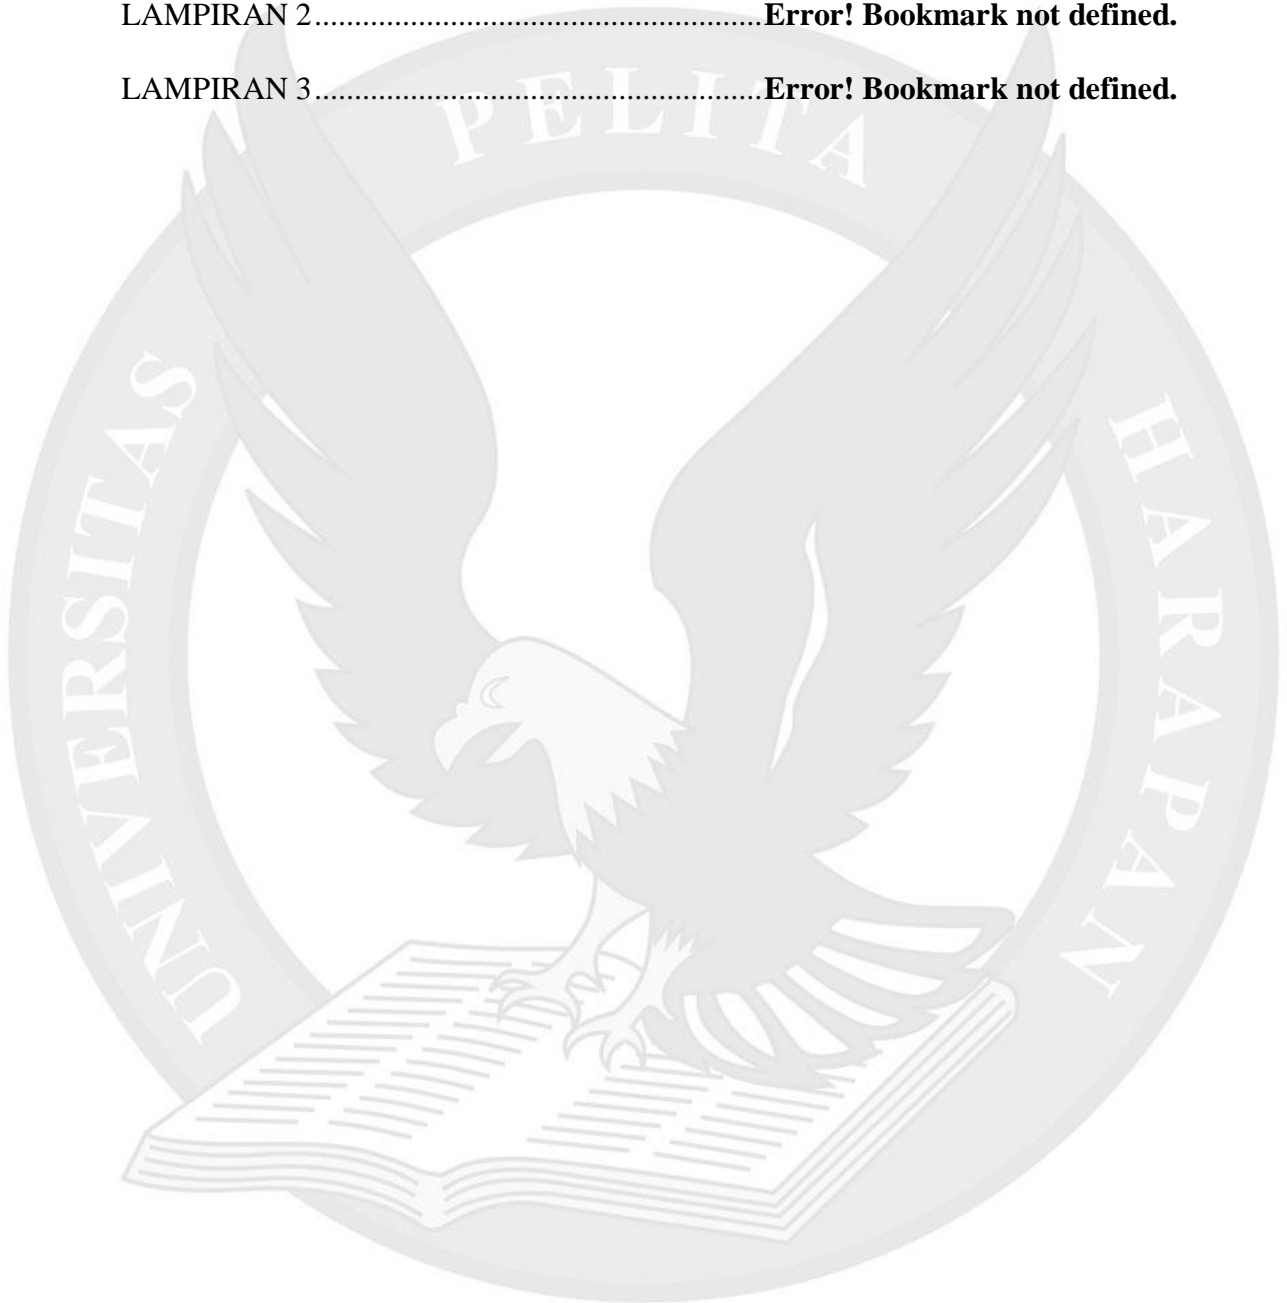 LAMPIRAN 2........................................................Error! Bookmark not defined.
LAMPIRAN 3........................................................Error! Bookmark not defined.
PELITA
UNIVERSITAS
HARAPAN